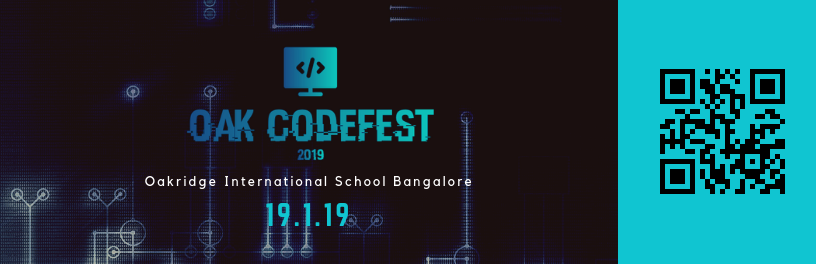 </>
OAK CODEFEST
2019
Oakridge International School Bangalore
19.1.19